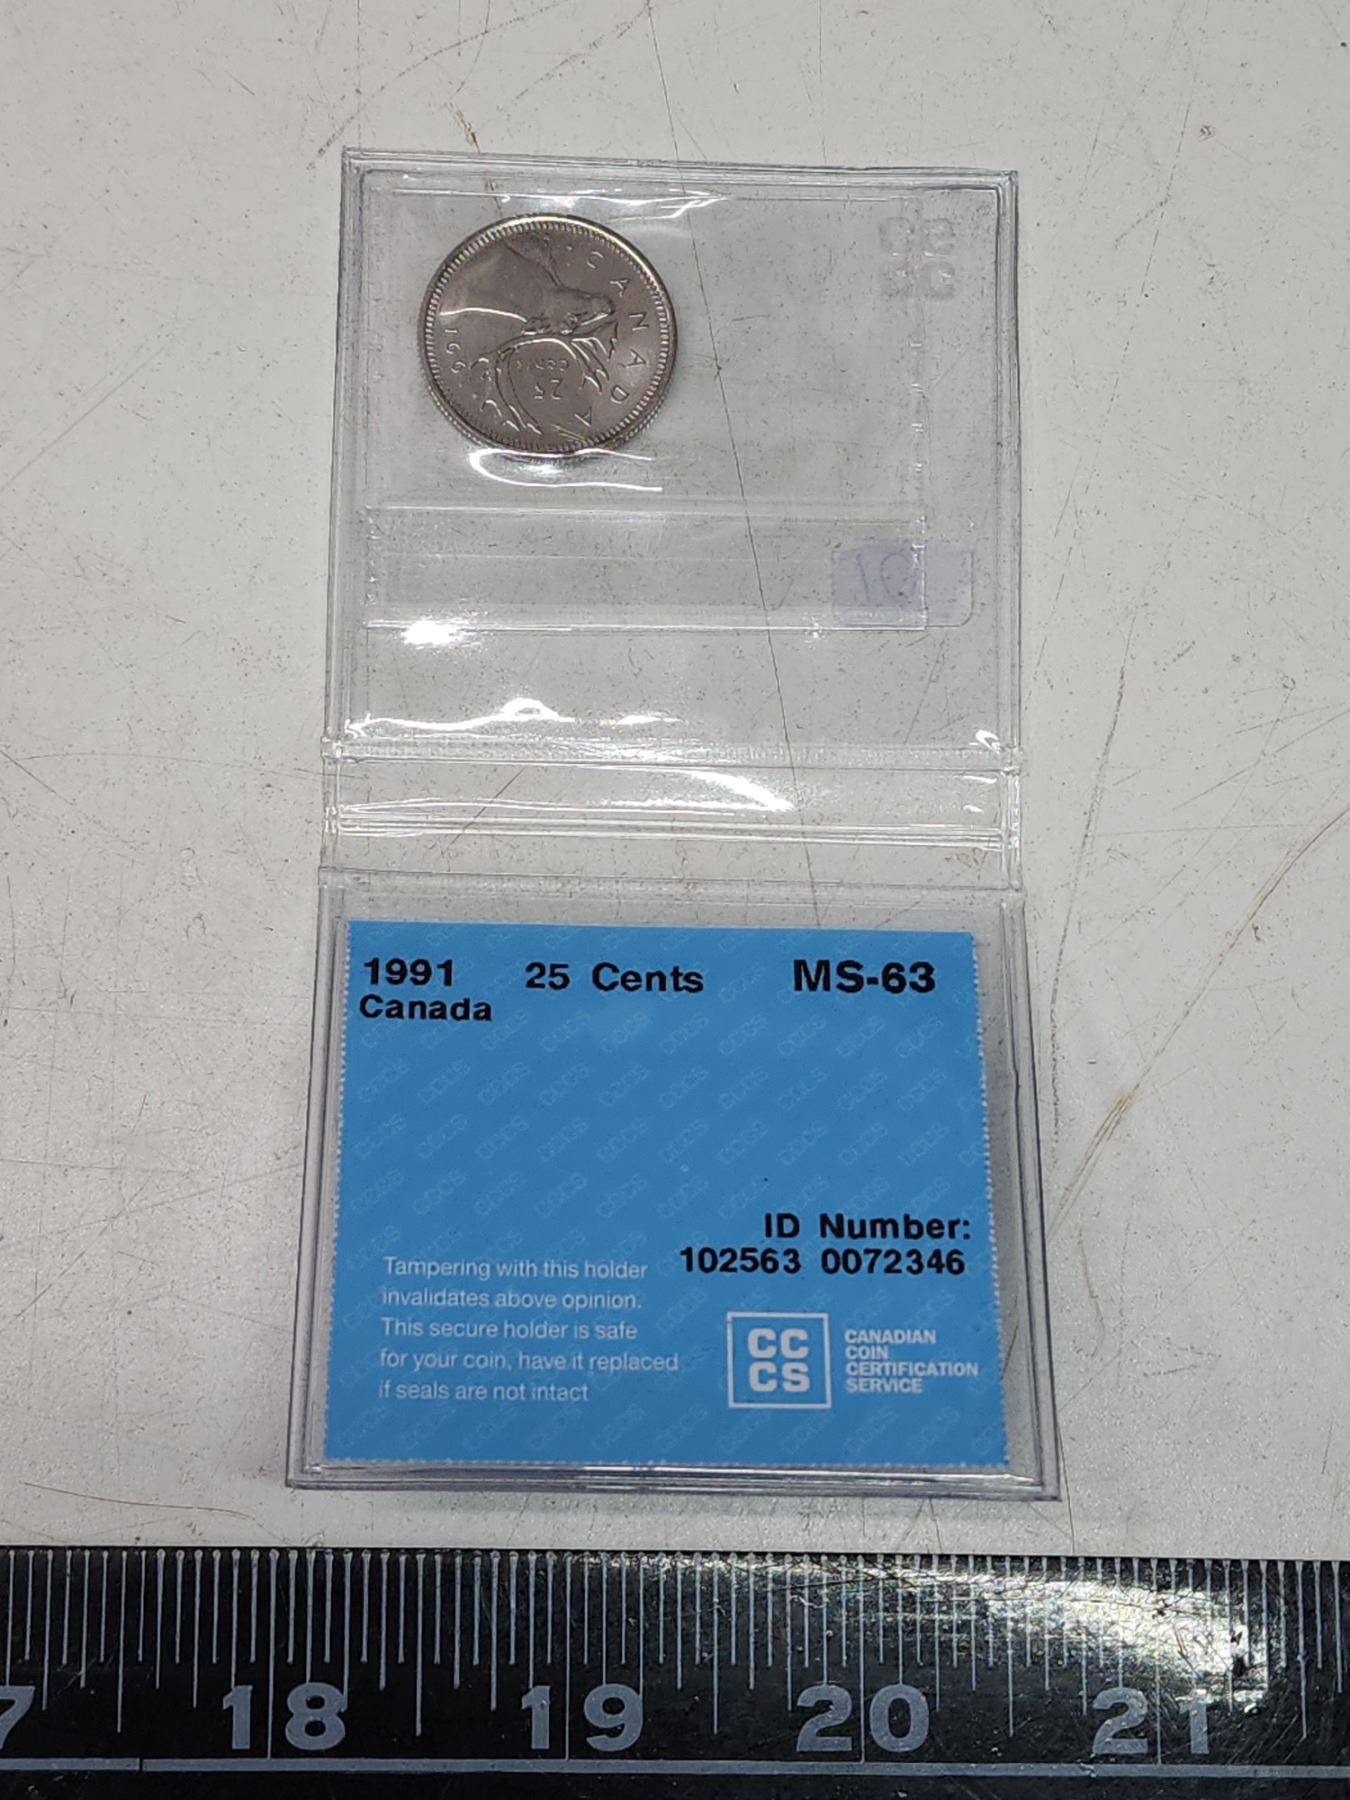 CANADA
25
CENTS
1991
Canada
25 Cents
MS-63
ID Number:
102563 0072346
Tampering with this holder
invalidates above opinion.
This secure holder is safe
for your coin, have it replaced
if seals are not intact
CC
CS
CANADIAN
COIN
CERTIFICATION
SERVICE
18 19 20 21